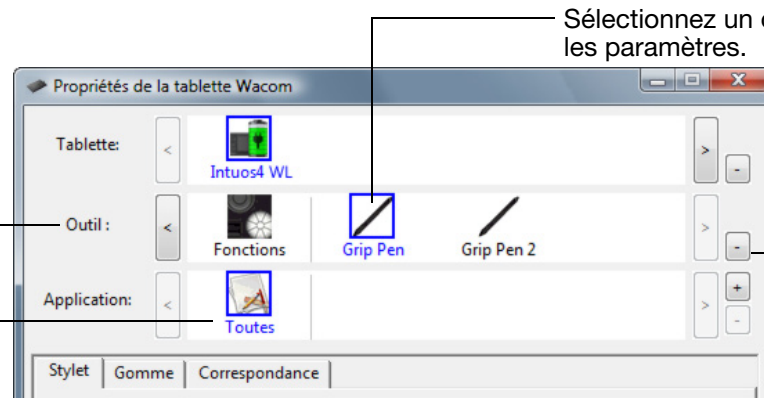 Sélectionnez un
les paramètres.
Propriétés de la tablette Wacom
Tablette:
<
>
-
Intuos4 WL
Outil :
<
>
-
Fonctions
Grip Pen
Grip Pen 2
Application:
<
>
+
-
Toutes
Stylet
Gomme
Correspondance